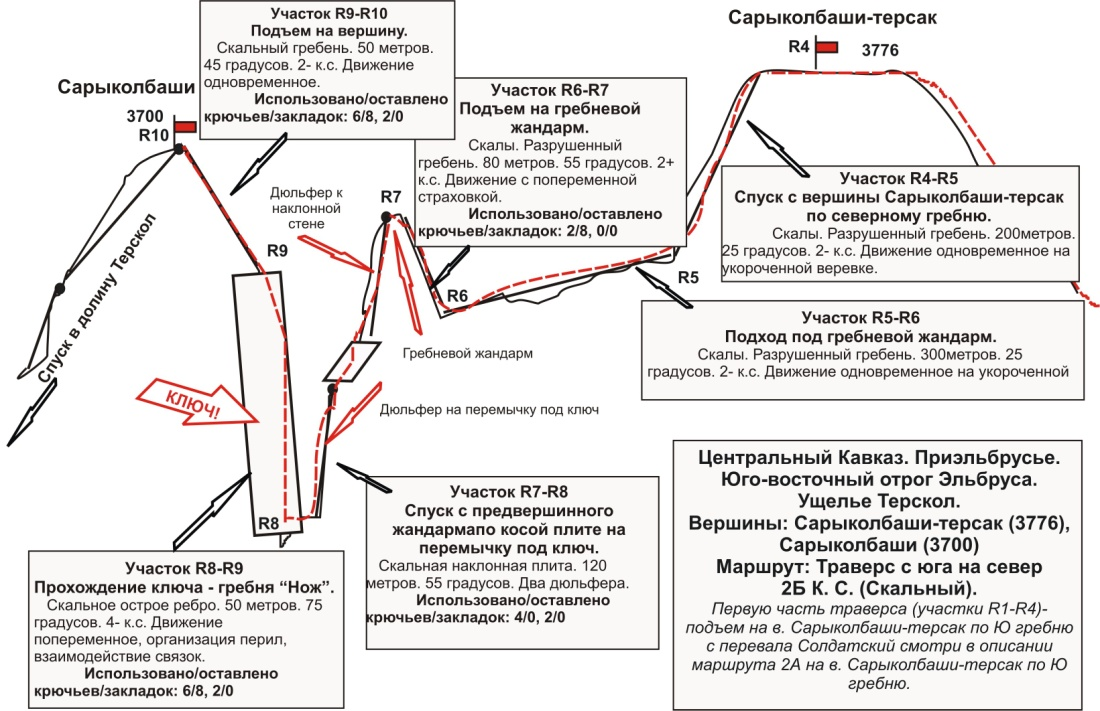 Участок R9-R10
Подъем на вершину.
Скальный гребень. 50 метров.
45 градусов. 2- к.с. Движение
одновременное.
Использовано/оставлено
крючьев/закладок: 6/8, 2/0
Сарыколбаши-терсак
R4
3776
Сарыколбаши
3700
R10
Участок R6-R7
Подъем на гребневой
жандарм.
Скалы. Разрушенный
гребень. 80 метров. 55 градусов. 2+
к.с. Движение с попеременной
страховкой.
Использовано/оставлено
крючьев/закладок: 2/8, 0/0
Участок R4-R5
Спуск с вершины Сарыколбаши-терсак
по северному гребню.
Скалы. Разрушенный гребень. 200метров.
25 градусов. 2- к.с. Движение одновременное на
укороченной веревке.
Дюльфер к
наклонной
стене
R7
R9
R6
R5
Спуск в долину Терскол
Участок R5-R6
Подход под гребневой жандарм.
Скалы. Разрушенный гребень. 300метров. 25
градусов. 2- к.с. Движение одновременное на укороченной
Гребневой жандарм
КЛЮЧ!
Дюльфер на перемычку под ключ
R8
Участок R7-R8
Спуск с предвершинного
жандармапо косой плите на
перемычку под ключ.
Скальная наклонная плита. 120
метров. 55 градусов. Два дюльфера.
Использовано/оставлено
крючьев/закладок: 4/0, 2/0
Участок R8-R9
Прохождение ключа - гребня “Нож”.
Скальное острое ребро. 50 метров. 75
градусов. 4- к.с. Движение
попеременное, организация перил,
взаимодействие связок.
Использовано/оставлено
крючьев/закладок: 6/8, 2/0
Центральный Кавказ. Приэльбрусье.
Юго-восточный отрог Эльбруса.
Ущелье Терскол.
Вершины: Сарыколбаши-терсак (3776),
Сарыколбаши (3700)
Маршрут: Траверс с юга на север
2Б К. С. (Скальный).
Первую часть траверса (участки R1-R4)-
подъем на в. Сарыколбаши-терсак по Ю гребню
с перевала Солдатский смотри в описании
маршрута 2А на в. Сарыколбаши-терсак по Ю
гребню.